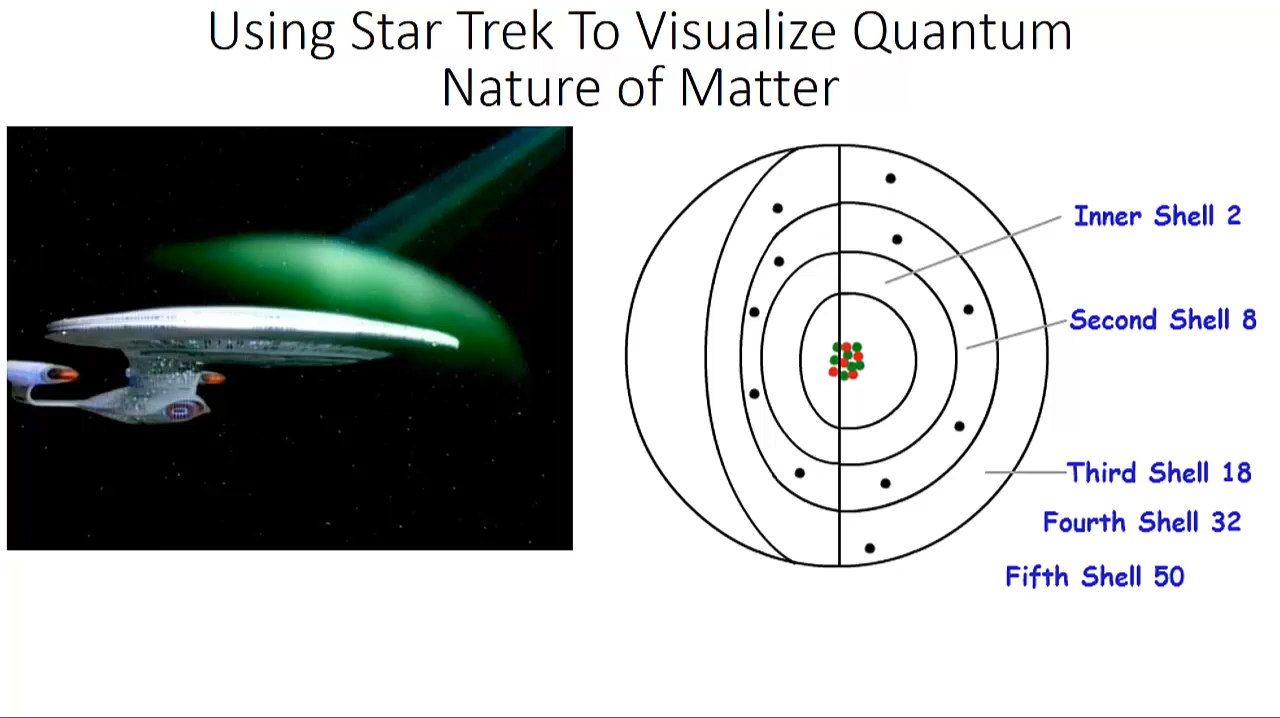 Using Star Trek To Visualize Quantum
Nature of Matter
Inner Shell 2
Second Shell 8
Third Shell 18
Fourth Shell 32
Fifth Shell 50